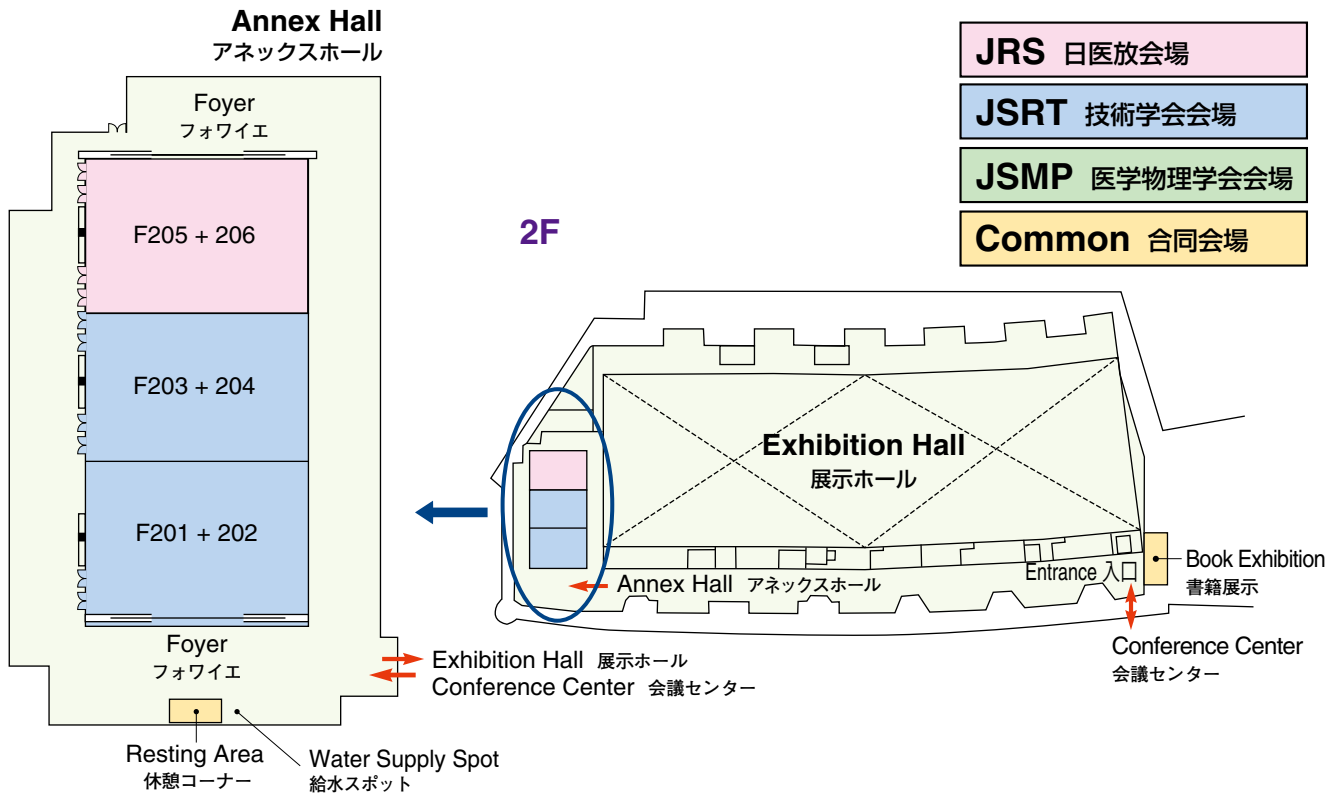 Annex Hall
アネックスホール
Foyer
フォワイエ
F205 + 206
F203 + 204
F201 + 202
Foyer
フォワイエ
Exhibition Hall 展示ホール
Conference Center 会議センター
Resting Area
休憩コーナー
Water Supply Spot
給水スポット
JRS 日医放会場
JSRT 技術学会会場
JSMP 医学物理学会会場
Common 合同会場
2F
Exhibition Hall
展示ホール
Annex Hall アネックスホール
Entrance 入口
Book Exhibition
書籍展示
Conference Center
会議センター